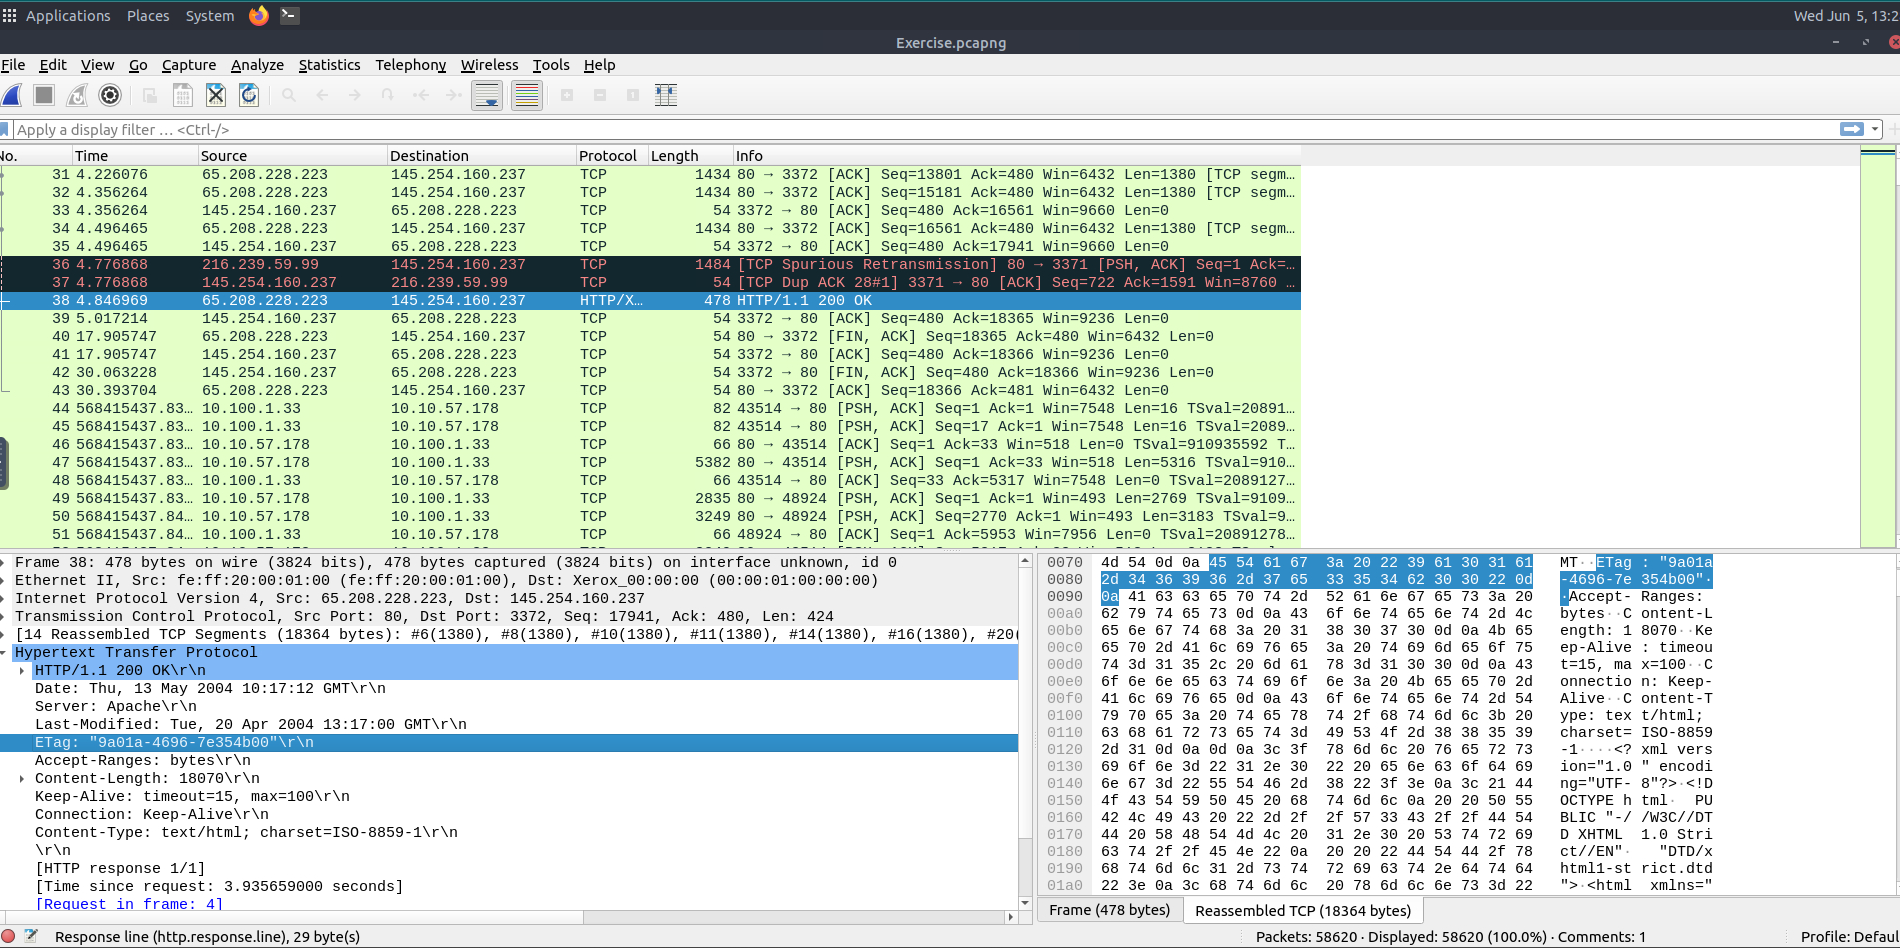 Applications Places System Wed Jun 5, 13:2
Exercise.pcapng
File Edit View Go Capture Analyze Statistics Telephony Wireless Tools Help
Apply a display filter … <Ctrl-/>
No. Time Source Destination Protocol Length Info
31 4.226076 65.208.228.223 145.254.160.237 TCP 1434 80 → 3372 [ACK] Seq=13801 Ack=480 Win=6432 Len=1380 [TCP segm…
32 4.356264 65.208.228.223 145.254.160.237 TCP 1434 80 → 3372 [ACK] Seq=15181 Ack=480 Win=6432 Len=1380 [TCP segm…
33 4.356264 145.254.160.237 65.208.228.223 TCP 54 3372 → 80 [ACK] Seq=480 Ack=16561 Win=9660 Len=0
34 4.496465 65.208.228.223 145.254.160.237 TCP 1434 80 → 3372 [ACK] Seq=16561 Ack=480 Win=6432 Len=1380 [TCP segm…
35 4.496465 145.254.160.237 65.208.228.223 TCP 54 3372 → 80 [ACK] Seq=480 Ack=17941 Win=9660 Len=0
36 4.776868 216.239.59.99 145.254.160.237 TCP 1484 [TCP Spurious Retransmission] 80 → 3371 [PSH, ACK] Seq=1 Ack=…
37 4.776868 145.254.160.237 216.239.59.99 TCP 54 [TCP Dup ACK 28#1] 3371 → 80 [ACK] Seq=722 Ack=1591 Win=8760 …
38 4.846969 65.208.228.223 145.254.160.237 HTTP/X… 478 HTTP/1.1 200 OK
39 5.017214 145.254.160.237 65.208.228.223 TCP 54 3372 → 80 [ACK] Seq=480 Ack=18365 Win=9236 Len=0
40 17.905747 65.208.228.223 145.254.160.237 TCP 54 80 → 3372 [FIN, ACK] Seq=18365 Ack=480 Win=6432 Len=0
41 17.905747 145.254.160.237 65.208.228.223 TCP 54 3372 → 80 [ACK] Seq=480 Ack=18366 Win=9236 Len=0
42 30.063228 145.254.160.237 65.208.228.223 TCP 54 3372 → 80 [FIN, ACK] Seq=480 Ack=18366 Win=9236 Len=0
43 30.393704 65.208.228.223 145.254.160.237 TCP 54 80 → 3372 [ACK] Seq=18366 Ack=481 Win=6432 Len=0
44 568415437.83… 10.100.1.33 10.10.57.178 TCP 82 43514 → 80 [PSH, ACK] Seq=1 Ack=1 Win=7548 Len=16 TSval=20891…
45 568415437.83… 10.100.1.33 10.10.57.178 TCP 82 43514 → 80 [PSH, ACK] Seq=17 Ack=1 Win=7548 Len=16 TSval=2089…
46 568415437.83… 10.10.57.178 10.100.1.33 TCP 66 80 → 43514 [ACK] Seq=1 Ack=33 Win=518 Len=0 TSval=910935592 T…
47 568415437.83… 10.10.57.178 10.100.1.33 TCP 5382 80 → 43514 [PSH, ACK] Seq=1 Ack=33 Win=518 Len=5316 TSval=910…
48 568415437.83… 10.100.1.33 10.10.57.178 TCP 66 43514 → 80 [ACK] Seq=33 Ack=5317 Win=7548 Len=0 TSval=2089127…
49 568415437.83… 10.10.57.178 10.100.1.33 TCP 2835 80 → 48924 [PSH, ACK] Seq=1 Ack=1 Win=493 Len=2769 TSval=9109…
50 568415437.84… 10.10.57.178 10.100.1.33 TCP 3249 80 → 48924 [PSH, ACK] Seq=2770 Ack=1 Win=493 Len=3183 TSval=9…
51 568415437.84… 10.100.1.33 10.10.57.178 TCP 66 48924 → 80 [ACK] Seq=1 Ack=5953 Win=7956 Len=0 TSval=20891278…
Frame 38: 478 bytes on wire (3824 bits), 478 bytes captured (3824 bits) on interface unknown, id 0
Ethernet II, Src: fe:ff:20:00:01:00 (fe:ff:20:00:01:00), Dst: Xerox_00:00:00 (00:00:01:00:00:00)
Internet Protocol Version 4, Src: 65.208.228.223, Dst: 145.254.160.237
Transmission Control Protocol, Src Port: 80, Dst Port: 3372, Seq: 17941, Ack: 480, Len: 424
[14 Reassembled TCP Segments (18364 bytes): #6(1380), #8(1380), #10(1380), #11(1380), #14(1380), #16(1380), #20(
Hypertext Transfer Protocol
HTTP/1.1 200 OK\r\n
Date: Thu, 13 May 2004 10:17:12 GMT\r\n
Server: Apache\r\n
Last-Modified: Tue, 20 Apr 2004 13:17:00 GMT\r\n
ETag: "9a01a-4696-7e354b00"\r\n
Accept-Ranges: bytes\r\n
Content-Length: 18070\r\n
Keep-Alive: timeout=15, max=100\r\n
Connection: Keep-Alive\r\n
Content-Type: text/html; charset=ISO-8859-1\r\n
\r\n
[HTTP response 1/1]
[Time since request: 3.935659000 seconds]
[Request in frame: 4]
0070 4d 54 0d 0a 45 54 61 67 3a 20 22 39 61 30 31 61 MT··ETag : "9a01a
0080 2d 34 36 39 36 2d 37 65 33 35 34 62 30 30 22 0d -4696-7e 354b00"·
0090 0a 41 63 63 65 70 74 2d 52 61 6e 67 65 73 3a 20 ·Accept- Ranges:
00a0 62 79 74 65 73 0d 0a 43 6f 6e 74 65 6e 74 2d 4c bytes··C ontent-L
00b0 65 6e 67 74 68 3a 20 31 38 30 37 30 0d 0a 4b 65 ength: 1 8070··Ke
00c0 65 70 2d 41 6c 69 76 65 3a 20 74 69 6d 65 6f 75 ep-Alive : timeou
00d0 74 3d 31 35 2c 20 6d 61 78 3d 31 30 30 0d 0a 43 t=15, ma x=100··C
00e0 6f 6e 6e 65 63 74 69 6f 6e 3a 20 4b 65 65 70 2d onnectio n: Keep-
00f0 41 6c 69 76 65 0d 0a 43 6f 6e 74 65 6e 74 2d 54 Alive··C ontent-T
0100 79 70 65 3a 20 74 65 78 74 2f 68 74 6d 6c 3b 20 ype: tex t/html;
0110 63 68 61 72 73 65 74 3d 49 53 4f 2d 38 38 35 39 charset= ISO-8859
0120 2d 31 0d 0a 0d 0a 3c 3f 78 6d 6c 20 76 65 72 73 -1····<? xml vers
0130 69 6f 6e 3d 22 31 2e 30 22 20 65 6e 63 6f 64 69 ion="1.0 " encodi
0140 6e 67 3d 22 55 54 46 2d 38 22 3f 3e 0a 3c 21 44 ng="UTF- 8"?>·<!D
0150 4f 43 54 59 50 45 20 68 74 6d 6c 0a 20 20 50 55 OCTYPE h tml· PU
0160 42 4c 49 43 20 22 2d 2f 2f 57 33 43 2f 2f 44 54 BLIC "-/ /W3C//DT
0170 44 20 58 48 54 4d 4c 20 31 2e 30 20 53 74 72 69 D XHTML 1.0 Stri
0180 63 74 2f 2f 45 4e 22 0a 20 20 22 44 54 44 2f 78 ct//EN"· "DTD/x
0190 68 74 6d 6c 31 2d 73 74 72 69 63 74 2e 64 74 64 html1-st rict.dtd
01a0 22 3e 0a 3c 68 74 6d 6c 20 78 6d 6c 6e 73 3d 22 ">·<html xmlns="
Frame (478 bytes) Reassembled TCP (18364 bytes)
Response line (http.response.line), 29 byte(s) Packets: 58620 · Displayed: 58620 (100.0%) · Comments: 1 Profile: Defaul